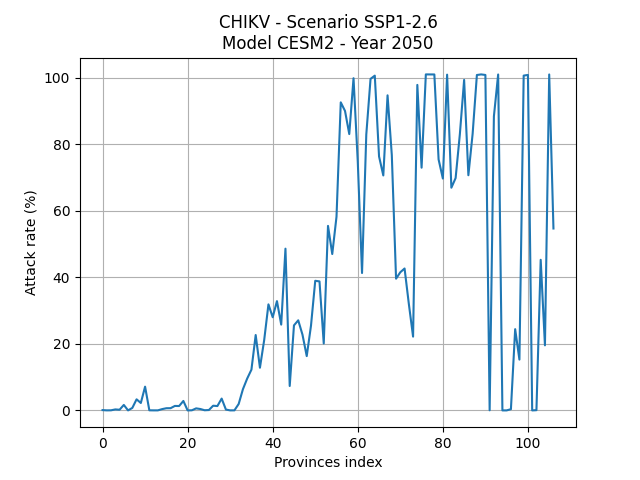 CHIKV - Scenario SSP1-2.6
Model CESM2 - Year 2050
100
80
60
40
20
0
Attack rate (%)
0 20 40 60 80 100
Provinces index